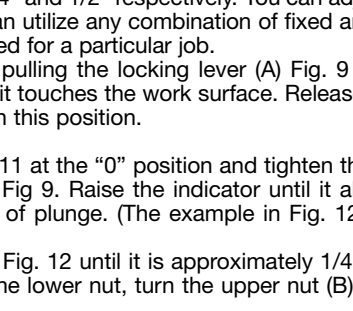 4" and 1/2" respectively. You can ad
n utilize any combination of fixed a
ed for a particular job.
pulling the locking lever (A) Fig. 9
it touches the work surface. Releas
n this position.
11 at the “0” position and tighten th
Fig 9. Raise the indicator until it a
of plunge. (The example in Fig. 12
Fig. 12 until it is approximately 1/4
he lower nut, turn the upper nut (B)